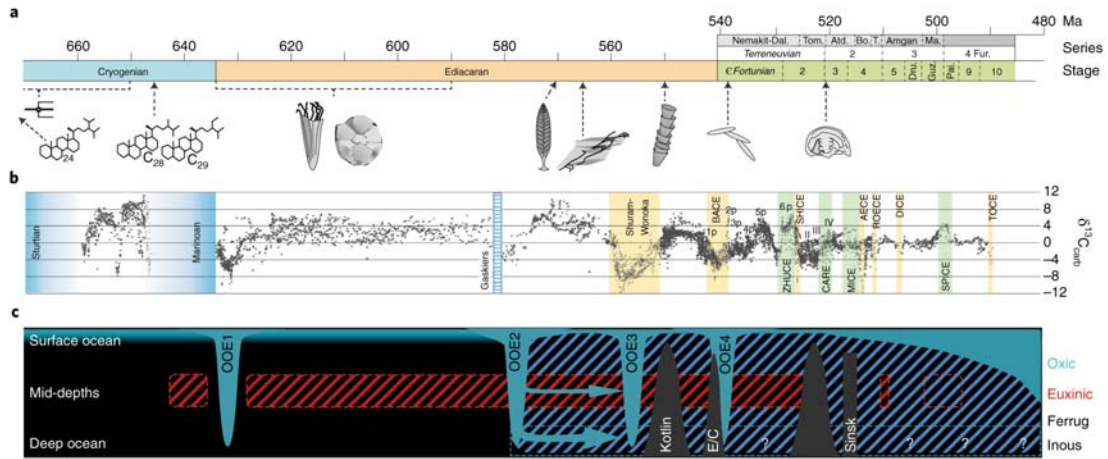 a
660 640 620 600 580 560 540 520 500 480 Ma
Nemakit-Dal. Tom. Atd. Bo. T. Amgan Ma.
Terreneuvian 2 3 4 Fur. Series
Cryogenian Ediacaran ЄFortunian 2 3 4 5 Dru. Guz. Pai. 9 10 Stage
24
C28
C29
b
12
8
4
0
−4
−8
−12
δ13Ccarb
Sturtian
Marinoan
Gaskiers
Shuram-
Wonoka
BACE
1p
2p
3p
4p
5p
6p
ZHUCE
SHICE
II
III
IV
CARE
MICE
AECE
ROECE
DICE
SPICE
TOCE
c
Surface ocean
Mid-depths
Deep ocean
OOE1
OOE2
OOE3
Kotlin
E/C
OOE4
?
Sinsk
? ? ?
Oxic
Euxinic
Ferrug
Inous